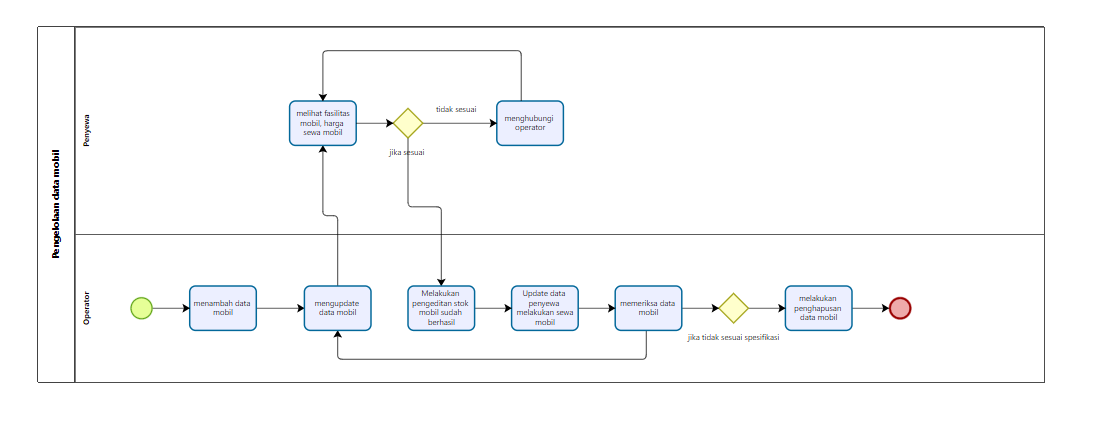 Pengelolaan data mobil
Penyewa
melihat fasilitas
mobil, harga
sewa mobil
tidak sesuai
jika sesuai
menghubungi
operator
Operator
menambah data
mobil
mengupdate
data mobil
Melakukan
pengeditan stok
mobil sudah
berhasil
Update data
penyewa
melakukan sewa
mobil
memeriksa data
mobil
jika tidak sesuai spesifikasi
melakukan
penghapusan
data mobil